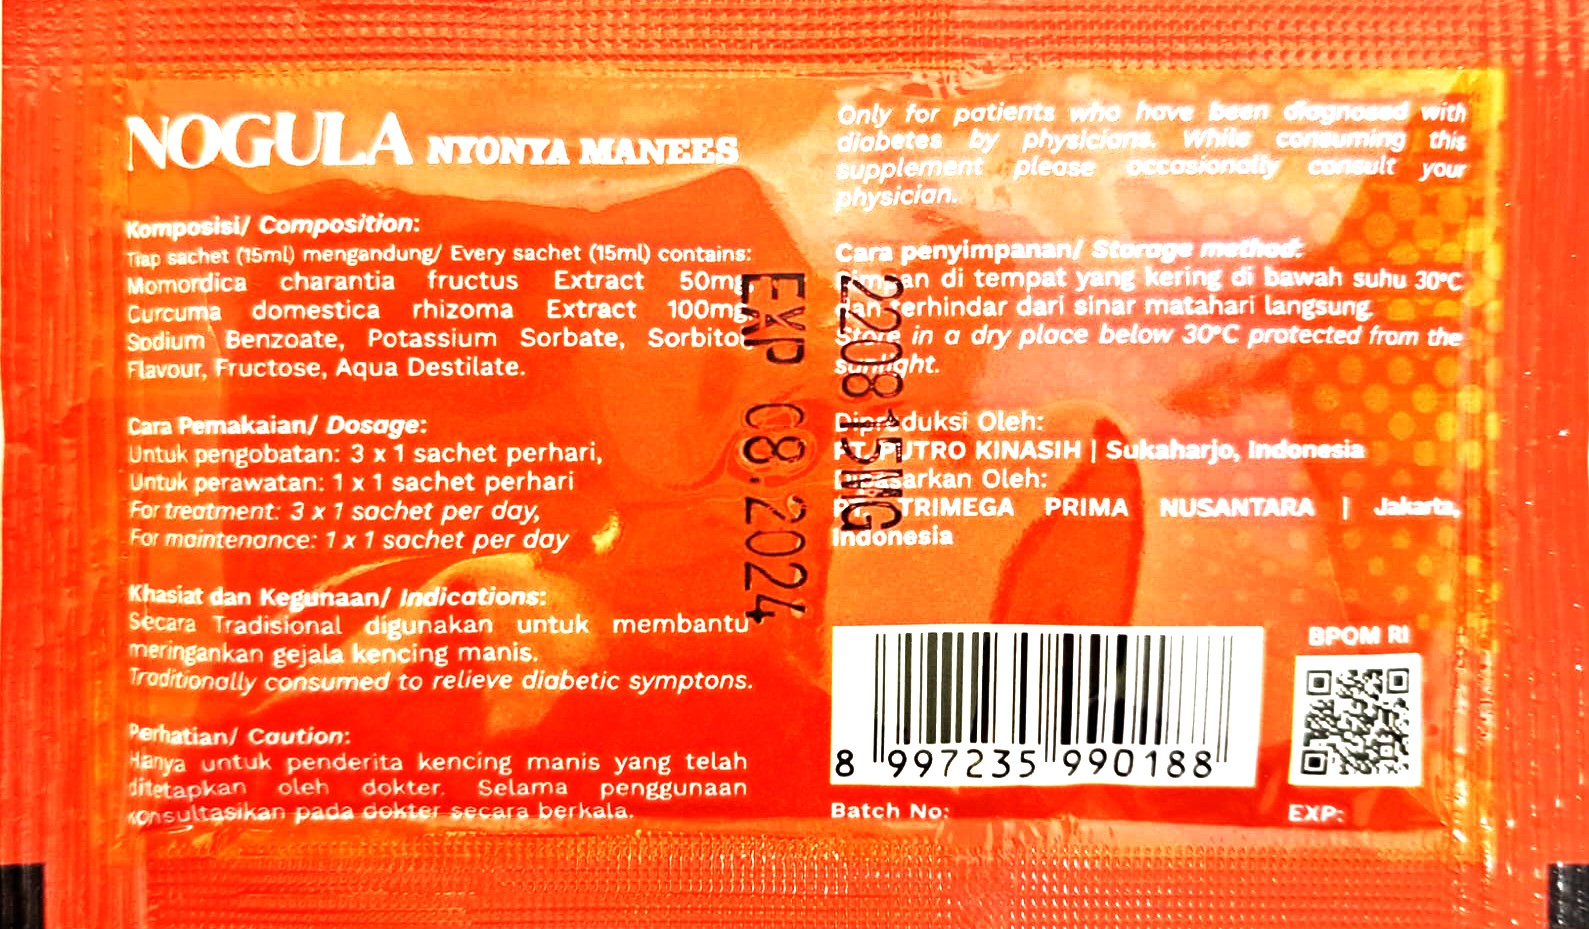 NOGULA NYONYA MANEES
Komposisi/ Composition:
Tiap sachet (15ml) mengandung/ Every sachet (15ml) contains:
Momordica charantia fructus Extract 50mg
Curcuma domestica rhizoma Extract 100mg,
Sodium Benzoate, Potassium Sorbate, Sorbitol,
Flavour, Fructose, Aqua Destilate.
Cara Pemakaian/ Dosage:
Untuk pengobatan: 3 x 1 sachet perhari,
Untuk perawatan: 1 x 1 sachet perhari
For treatment: 3 x 1 sachet per day,
For maintenance: 1 x 1 sachet per day
Khasiat dan Kegunaan/ Indications:
Secara Tradisional digunakan untuk membantu
meringankan gejala kencing manis.
Traditionally consumed to relieve diabetic symptons.
Perhatian/ Caution:
Hanya untuk penderita kencing manis yang telah
ditetapkan oleh dokter. Selama penggunaan
konsultasikan pada dokter secara berkala.
EXP 08.2024
220815MG
Only for patients who have been diagnosed with
diabetes by physicians. While consuming this
supplement please occasionally consult your
physician.
Cara penyimpanan/ Storage method:
Simpan di tempat yang kering di bawah suhu 30°C
dan terhindar dari sinar matahari langsung.
Store in a dry place below 30°C protected from the
sunlight.
Diproduksi Oleh:
PT. PUTRO KINASIH | Sukaharjo, Indonesia
Dipasarkan Oleh:
PT. TRIMEGA PRIMA NUSANTARA | Jakarta,
Indonesia
BPOM RI
8 997235 990188
Batch No:
EXP: